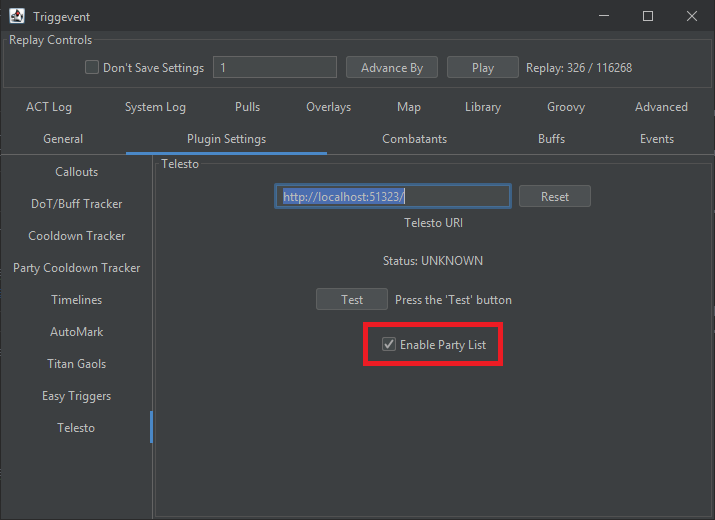 Triggevent
Replay Controls
Don't Save Settings 1 Advance By Play Replay: 326 / 116268
ACT Log System Log Pulls Overlays Map Library Groovy Advanced
General Plugin Settings Combatants Buffs Events
Callouts
DoT/Buff Tracker
Cooldown Tracker
Party Cooldown Tracker
Timelines
AutoMark
Titan Gaols
Easy Triggers
Telesto
Telesto
http://localhost:51323/ Reset
Telesto URI
Status: UNKNOWN
Test Press the 'Test' button
Enable Party List